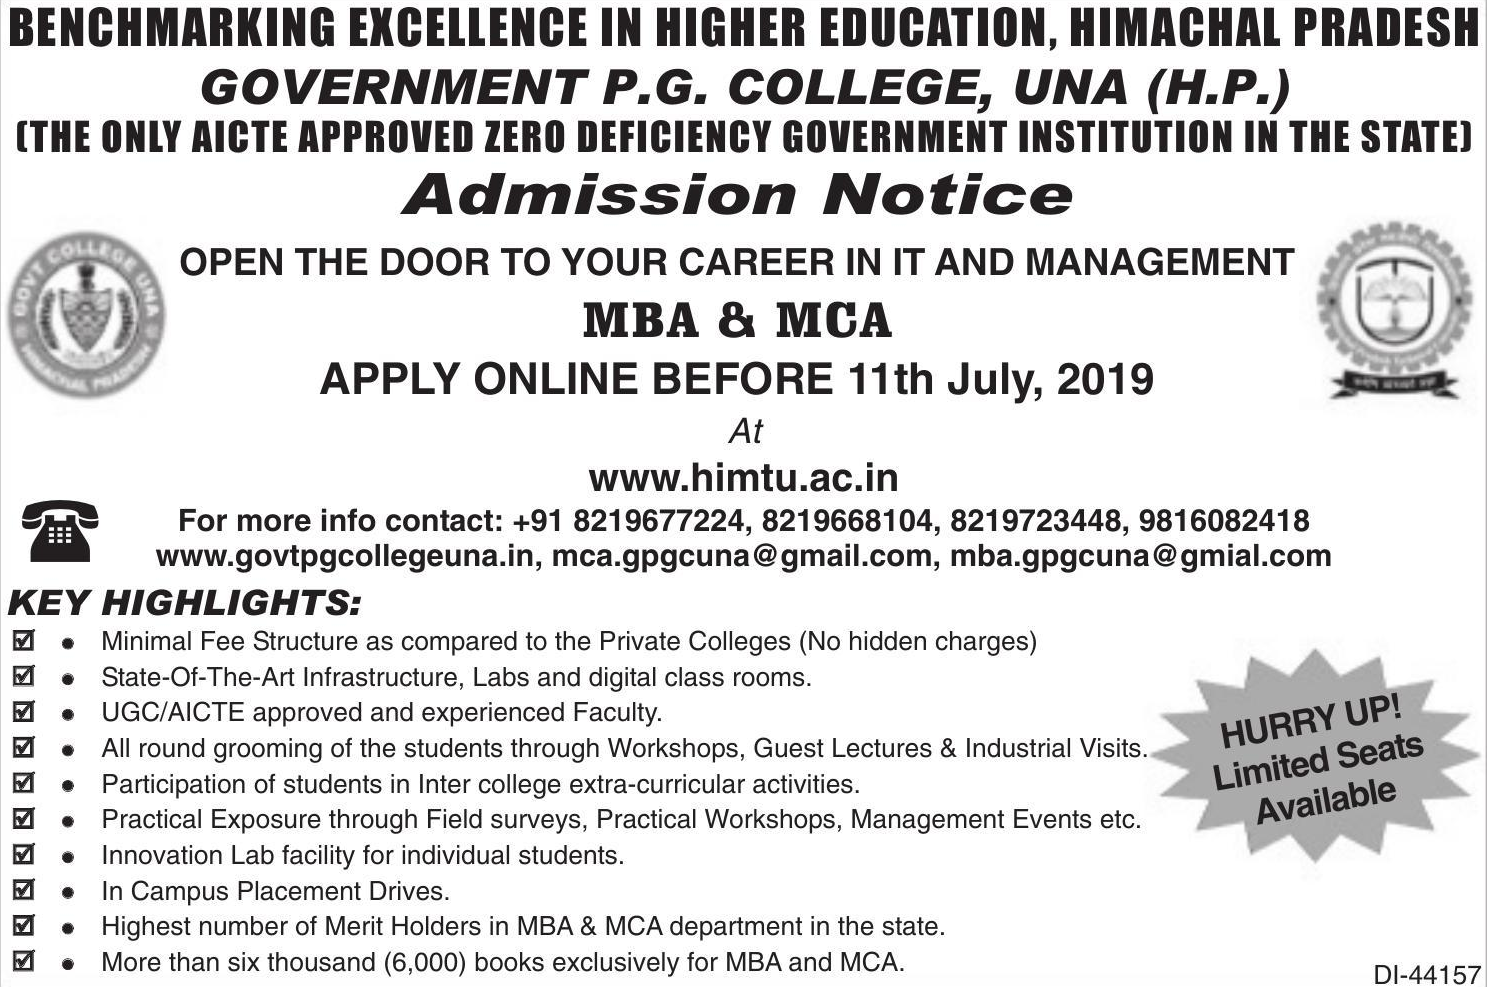 BENCHMARKING EXCELLENCE IN HIGHER EDUCATION, HIMACHAL PRADESH
GOVERNMENT P.G. COLLEGE, UNA (H.P.)
(THE ONLY AICTE APPROVED ZERO DEFICIENCY GOVERNMENT INSTITUTION IN THE STATE)
Admission Notice
GOVT COLLEGE UNA
HIMACHAL PRADESH
OPEN THE DOOR TO YOUR CAREER IN IT AND MANAGEMENT
MBA & MCA
APPLY ONLINE BEFORE 11th July, 2019
At
www.himtu.ac.in
For more info contact: +91 8219677224, 8219668104, 8219723448, 9816082418
www.govtpgcollegeuna.in, mca.gpgcuna@gmail.com, mba.gpgcuna@gmial.com
KEY HIGHLIGHTS:
☑ • Minimal Fee Structure as compared to the Private Colleges (No hidden charges)
☑ • State-Of-The-Art Infrastructure, Labs and digital class rooms.
☑ • UGC/AICTE approved and experienced Faculty.
☑ • All round grooming of the students through Workshops, Guest Lectures & Industrial Visits.
☑ • Participation of students in Inter college extra-curricular activities.
☑ • Practical Exposure through Field surveys, Practical Workshops, Management Events etc.
☑ • Innovation Lab facility for individual students.
☑ • In Campus Placement Drives.
☑ • Highest number of Merit Holders in MBA & MCA department in the state.
☑ • More than six thousand (6,000) books exclusively for MBA and MCA.
HURRY UP!
Limited Seats
Available
DI-44157